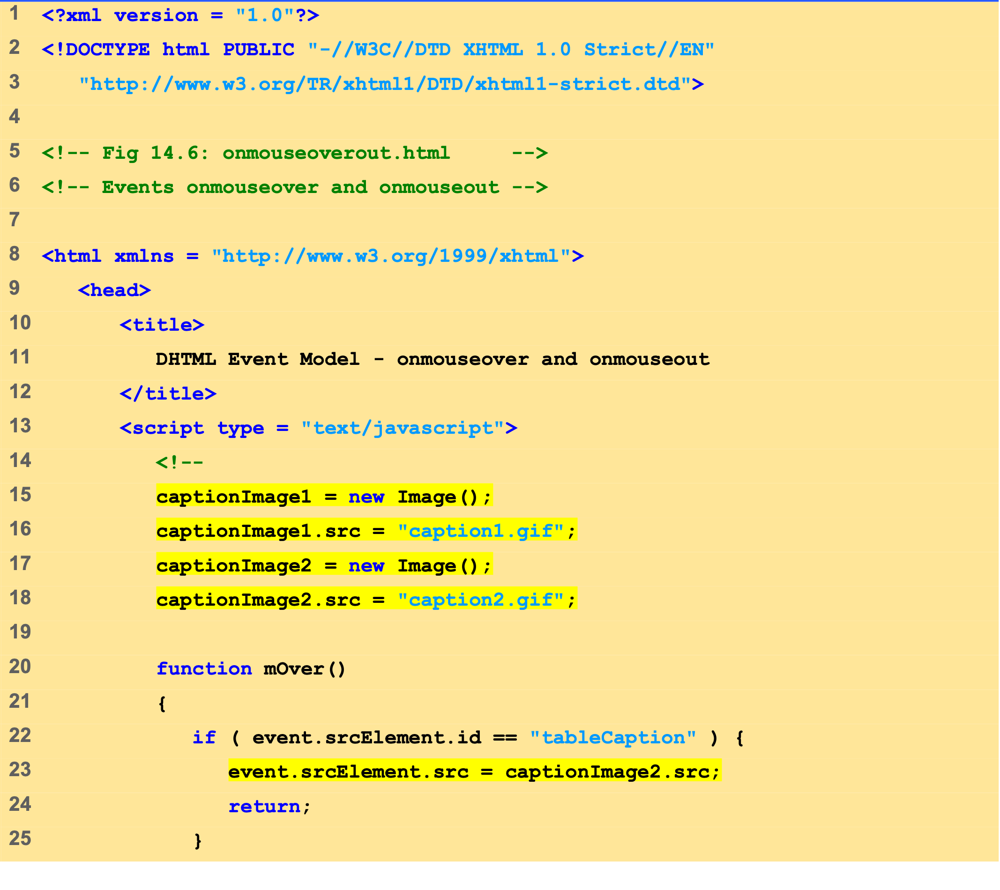 1 <?xml version = "1.0"?>
2 <!DOCTYPE html PUBLIC "-//W3C//DTD XHTML 1.0 Strict//EN"
3 "http://www.w3.org/TR/xhtml1/DTD/xhtml1-strict.dtd">
4
5 <!-- Fig 14.6: onmouseoverout.html -->
6 <!-- Events onmouseover and onmouseout -->
7
8 <html xmlns = "http://www.w3.org/1999/xhtml">
9 <head>
10 <title>
11 DHTML Event Model - onmouseover and onmouseout
12 </title>
13 <script type = "text/javascript">
14 <!--
15 captionImage1 = new Image();
16 captionImage1.src = "caption1.gif";
17 captionImage2 = new Image();
18 captionImage2.src = "caption2.gif";
19
20 function mOver()
21 {
22 if ( event.srcElement.id == "tableCaption" ) {
23 event.srcElement.src = captionImage2.src;
24 return;
25 }